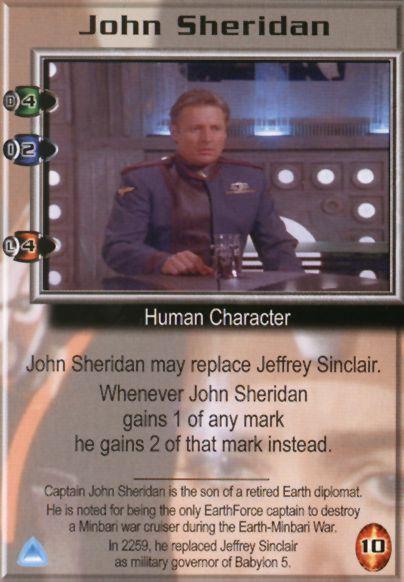 John Sheridan
D 4
I 2
L 4
Human Character
John Sheridan may replace Jeffrey Sinclair.
Whenever John Sheridan
gains 1 of any mark
he gains 2 of that mark instead.
Captain John Sheridan is the son of a retired Earth diplomat.
He is noted for being the only EarthForce captain to destroy
a Minbari war cruiser during the Earth-Minbari War.
In 2259, he replaced Jeffrey Sinclair
as military governor of Babylon 5.
10